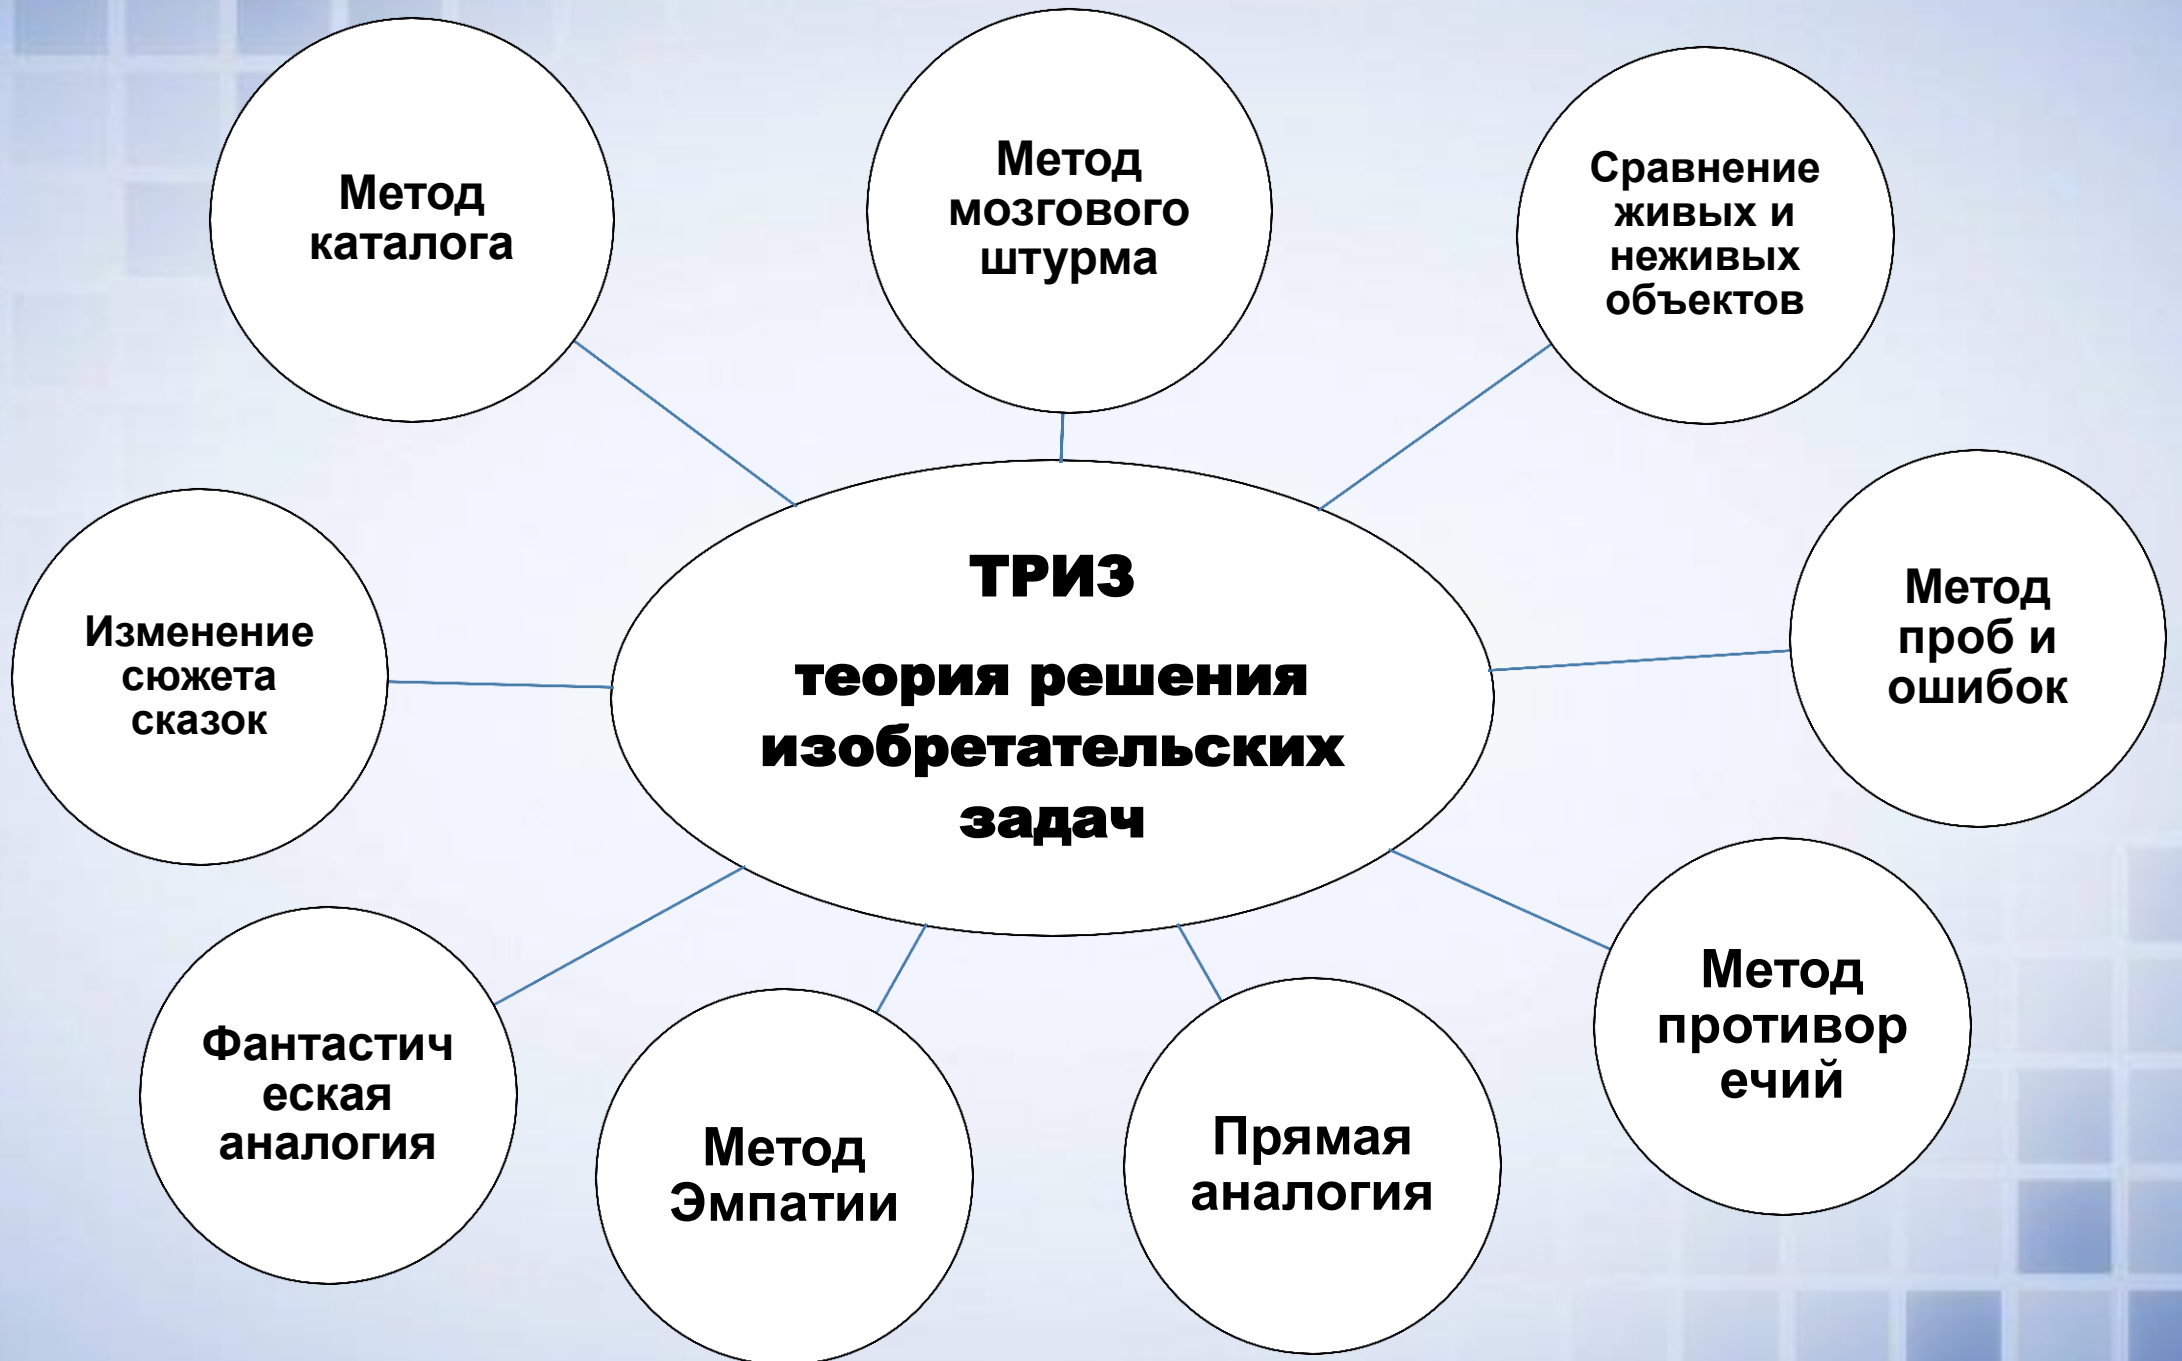 Метод
каталога
Метод
мозгового
штурма
Сравнение
живых и
неживых
объектов
Изменение
сюжета
сказок
ТРИЗ
теория решения
изобретательских
задач
Метод
проб и
ошибок
Фантастич
еская
аналогия
Метод
Эмпатии
Прямая
аналогия
Метод
противор
ечий